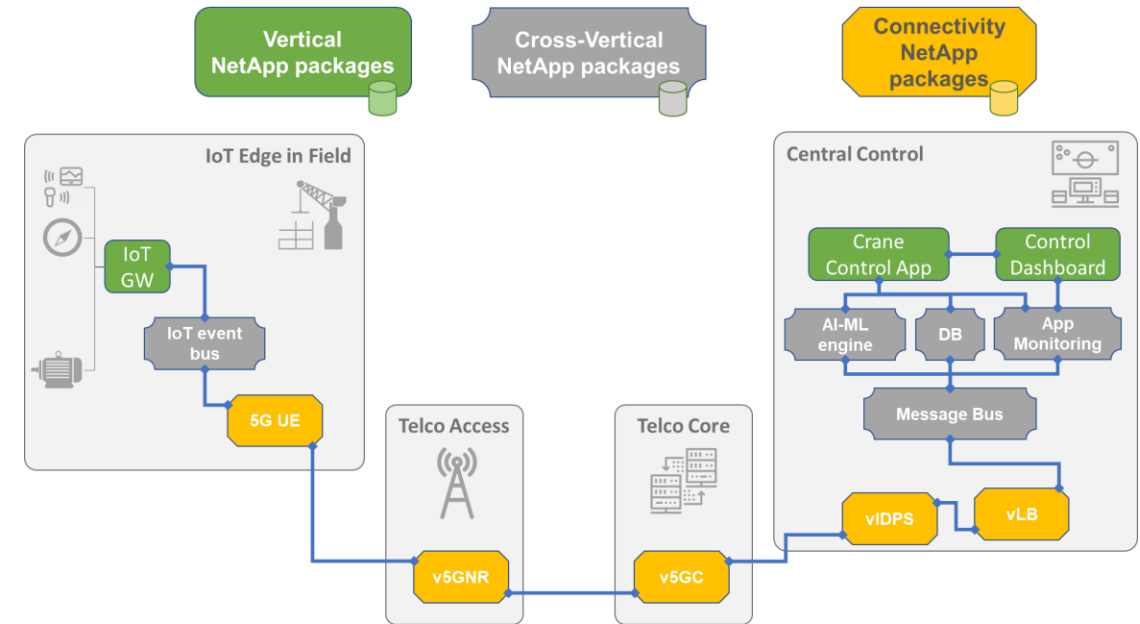 Vertical
NetApp packages
Cross-Vertical
NetApp packages
Connectivity
NetApp
packages
IoT Edge in Field
IoT
GW
IoT event
bus
5G UE
Telco Access
v5GNR
Telco Core
v5GC
Central Control
Crane
Control App
Control
Dashboard
AI-ML
engine
DB
App
Monitoring
Message Bus
vIDPS
vLB